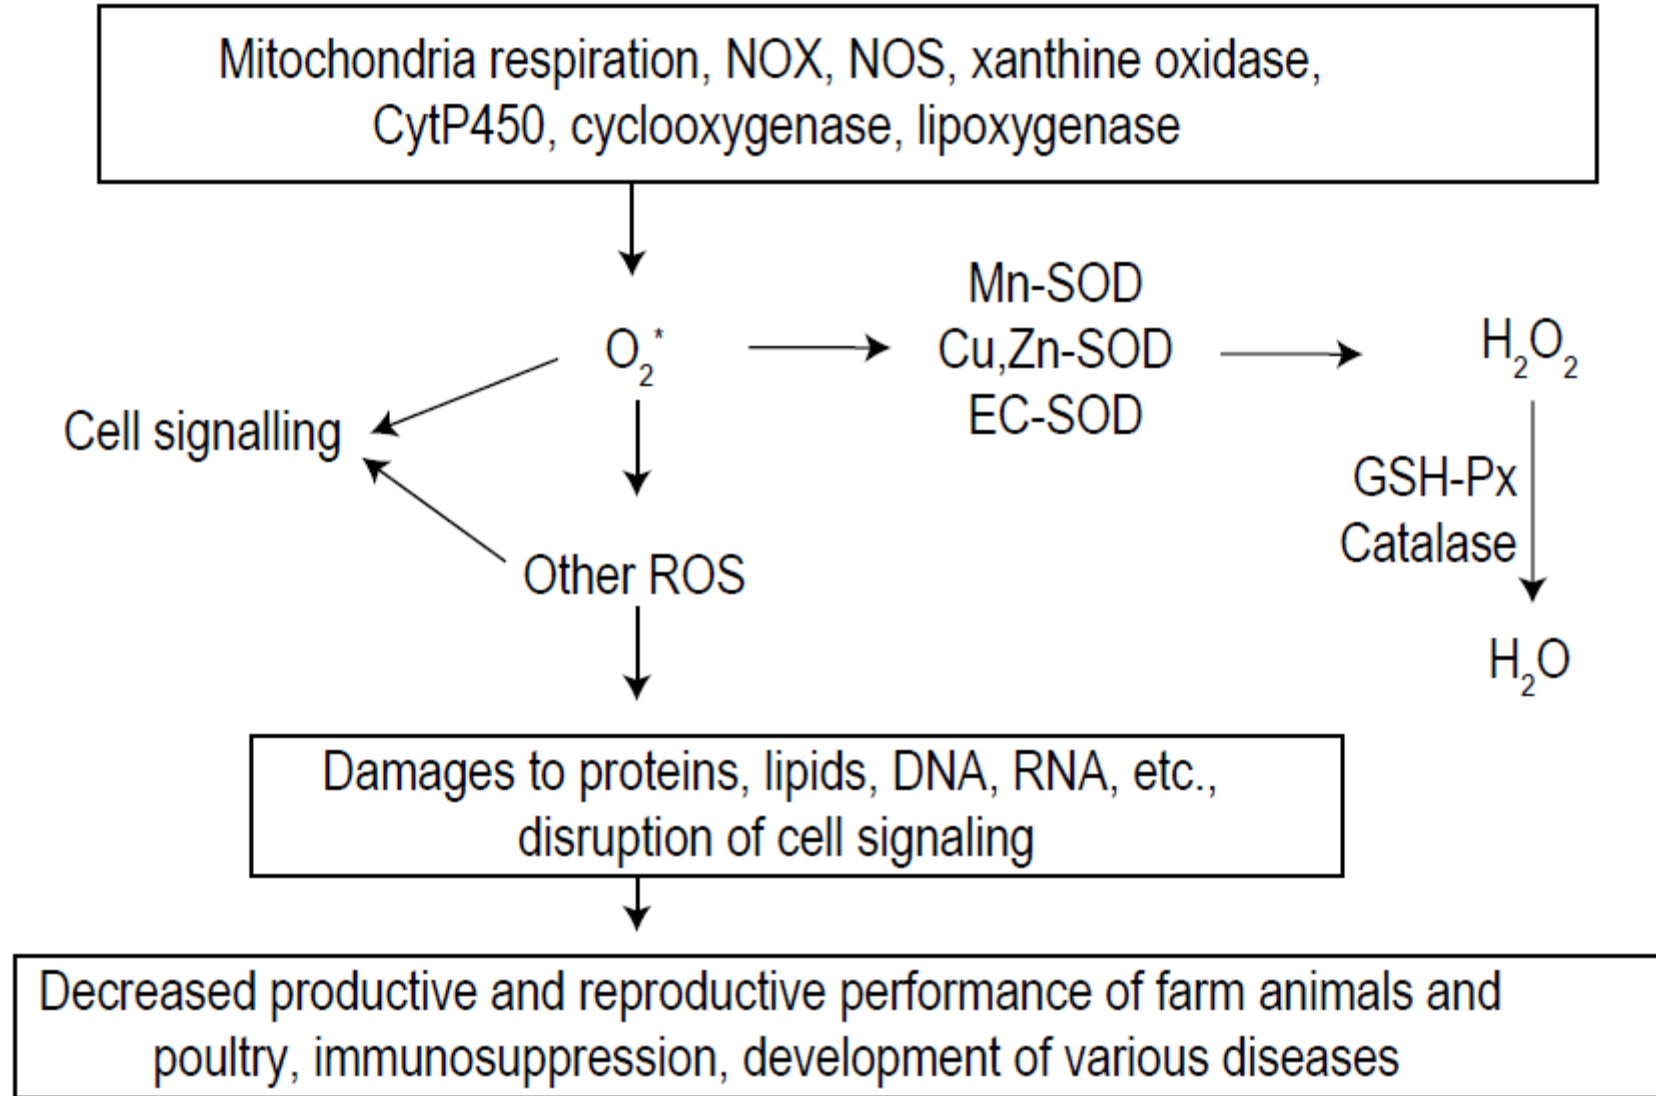 Mitochondria respiration, NOX, NOS, xanthine oxidase,
CytP450, cyclooxygenase, lipoxygenase
Mn-SOD
O₂* Cu,Zn-SOD H₂O₂
EC-SOD
Cell signalling
GSH-Px
Catalase
Other ROS
H₂O
Damages to proteins, lipids, DNA, RNA, etc.,
disruption of cell signaling
Decreased productive and reproductive performance of farm animals and
poultry, immunosuppression, development of various diseases